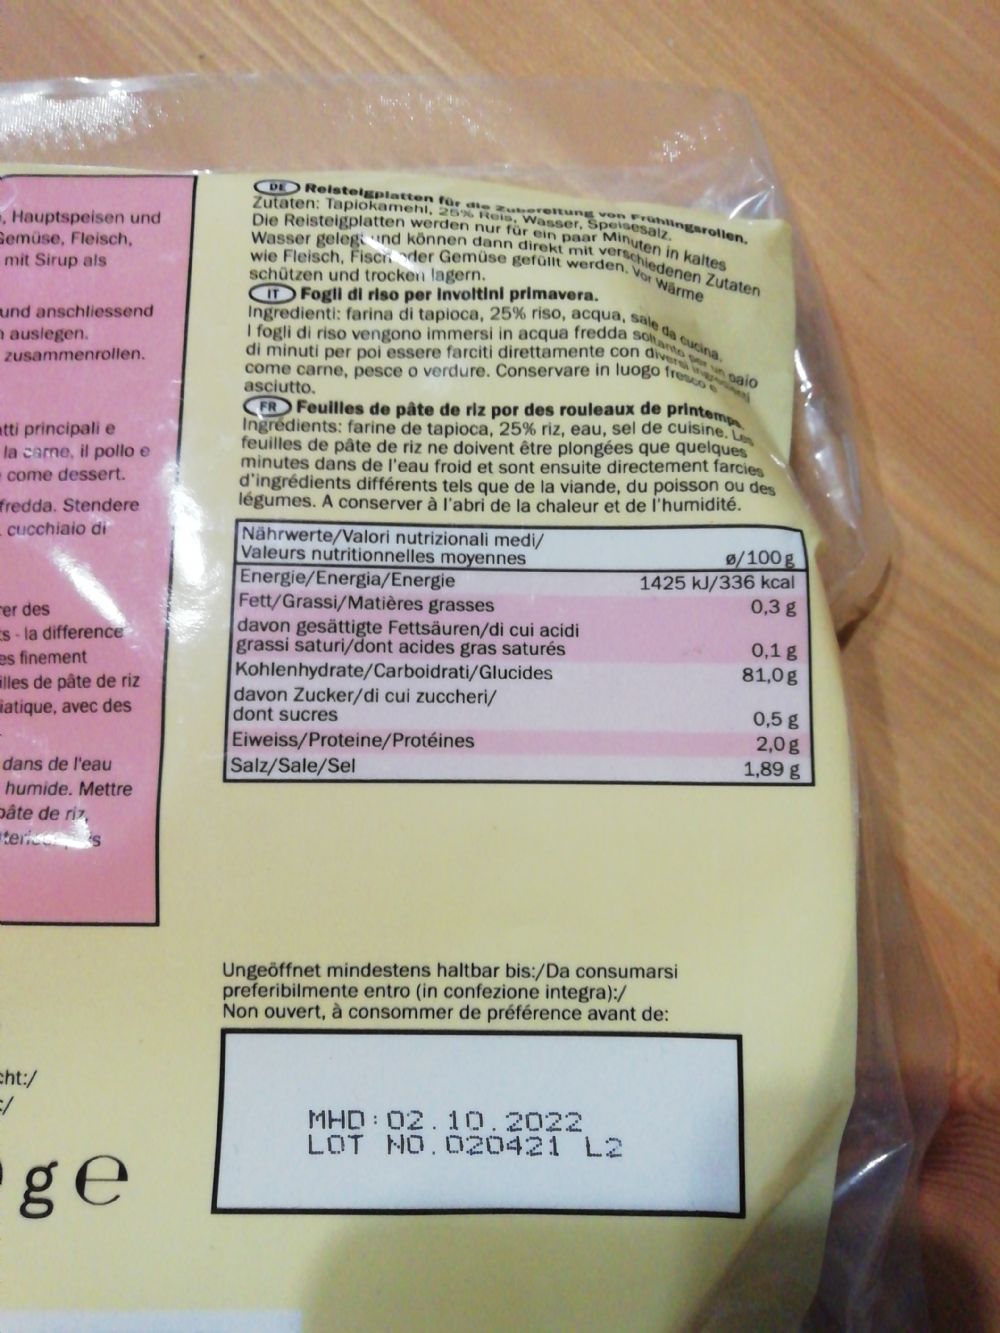 , Hauptspeisen und
Gemüse, Fleisch,
mit Sirup als
und anschliessend
auslegen.
zusammenrollen.
atti principali e
la carne, il pollo e
come dessert.
fredda. Stendere
cucchiaio di
rer des
ts - la difference
es finement
illes de pâte de riz
iatique, avec des
dans de l'eau
humide. Mettre
pâte de riz,
cht:/
:/
g e
DE Reisteigplatten für die Zubereitung von Frühlingsrollen.
Zutaten: Tapiokamehl, 25% Reis, Wasser, Speisesalz.
Die Reisteigplatten werden nur für ein paar Minuten in kaltes
Wasser gelegt und können dann direkt mit verschiedenen Zutaten
wie Fleisch, Fisch oder Gemüse gefüllt werden. Vor Wärme
schützen und trocken lagern.
IT Fogli di riso per involtini primavera.
Ingredienti: farina di tapioca, 25% riso, acqua, sale da cucina.
I fogli di riso vengono immersi in acqua fredda soltanto per un paio
di minuti per poi essere farciti direttamente con diversi ingredienti
come carne, pesce o verdure. Conservare in luogo fresco e
asciutto.
FR Feuilles de pâte de riz por des rouleaux de printemps.
Ingrédients: farine de tapioca, 25% riz, eau, sel de cuisine. Les
feuilles de pâte de riz ne doivent être plongées que quelques
minutes dans de l'eau froid et sont ensuite directement farcies
d'ingrédients différents tels que de la viande, du poisson ou des
légumes. A conserver à l'abri de la chaleur et de l'humidité.
Nährwerte/Valori nutrizionali medi/
Valeurs nutritionnelles moyennes ø/100 g
Energie/Energia/Energie 1425 kJ/336 kcal
Fett/Grassi/Matières grasses 0,3 g
davon gesättigte Fettsäuren/di cui acidi
grassi saturi/dont acides gras saturés 0,1 g
Kohlenhydrate/Carboidrati/Glucides 81,0 g
davon Zucker/di cui zuccheri/
dont sucres 0,5 g
Eiweiss/Proteine/Protéines 2,0 g
Salz/Sale/Sel 1,89 g
Ungeöffnet mindestens haltbar bis:/Da consumarsi
preferibilmente entro (in confezione integra):/
Non ouvert, à consommer de préférence avant de:
MHD:02.10.2022
LOT NO.020421 L2